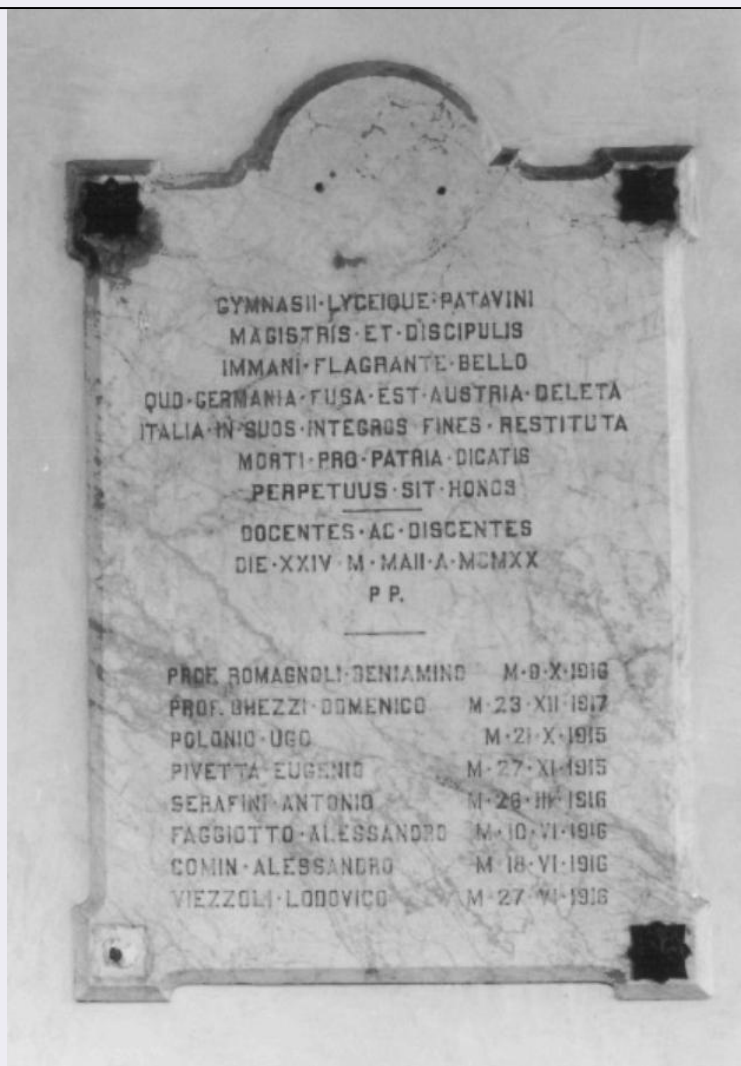 GYMNASII·LYCEIQUE·PATAVINI
MAGISTRIS·ET·DISCIPULIS
IMMANI·FLAGRANTE·BELLO
QUO·GERMANIA·FUSA·EST·AUSTRIA·DELETA
ITALIA·IN·SUOS·INTEGROS FINES·RESTITUTA
MORTI·PRO·PATRIA·DICATIS
PERPETUUS·SIT·HONOS
DOCENTES·AC·DISCENTES
DIE·XXIV M·MAII·A·MCMXX
P P.
PROF. ROMAGNOLI·BENIAMINO M·9·X·1916
PROF. GHEZZI·DOMENICO M·23·XII·1917
POLONIO·UGO M·21·X·1915
PIVETTA EUGENIO M·27·XI·1915
SERAFINI·ANTONIO M·26·III·1916
FAGGIOTTO·ALESSANDRO M·10·VI·1916
COMIN·ALESSANDRO M 18·VI·1916
VIEZZOLI·LODOVICO M·27 VI·1916